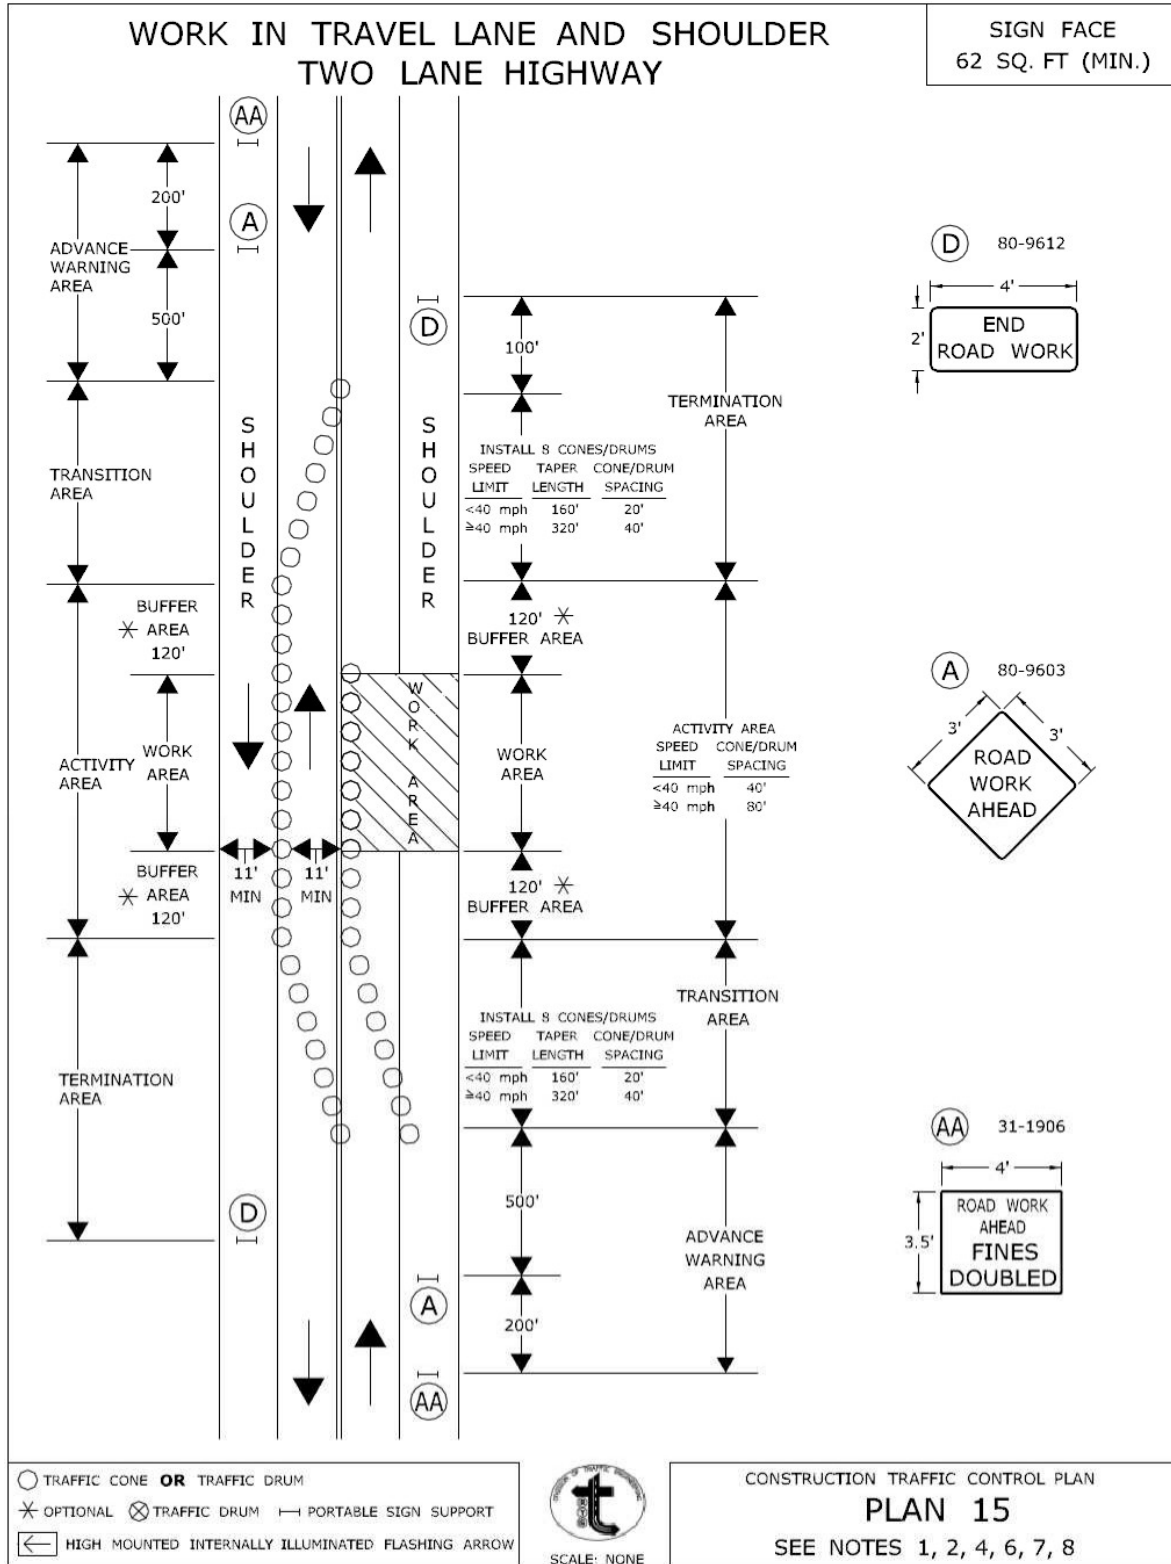 WORK IN TRAVEL LANE AND SHOULDER
TWO LANE HIGHWAY
SIGN FACE
62 SQ. FT (MIN.)
AA
200'
A
ADVANCE
WARNING
AREA
500'
D
100'
TERMINATION
AREA
SHOULDER
SHOULDER
TRANSITION
AREA
INSTALL 8 CONES/DRUMS
SPEED LIMIT TAPER LENGTH CONE/DRUM SPACING
<40 mph 160' 20'
≥40 mph 320' 40'
BUFFER
* AREA
120'
120' *
BUFFER AREA
WORK AREA
ACTIVITY
AREA
WORK
AREA
WORK
AREA
ACTIVITY AREA
SPEED LIMIT CONE/DRUM SPACING
<40 mph 40'
≥40 mph 80'
11'
MIN
11'
MIN
BUFFER
* AREA
120'
120' *
BUFFER AREA
TRANSITION
AREA
INSTALL 8 CONES/DRUMS
SPEED LIMIT TAPER LENGTH CONE/DRUM SPACING
<40 mph 160' 20'
≥40 mph 320' 40'
TERMINATION
AREA
D
500'
ADVANCE
WARNING
AREA
A
200'
AA
D 80-9612
4'
2'
END
ROAD WORK
A 80-9603
3' 3'
ROAD
WORK
AHEAD
AA 31-1906
4'
3.5'
ROAD WORK
AHEAD
FINES
DOUBLED
TRAFFIC CONE OR TRAFFIC DRUM
* OPTIONAL TRAFFIC DRUM PORTABLE SIGN SUPPORT
HIGH MOUNTED INTERNALLY ILLUMINATED FLASHING ARROW
SCALE: NONE
CONSTRUCTION TRAFFIC CONTROL PLAN
PLAN 15
SEE NOTES 1, 2, 4, 6, 7, 8